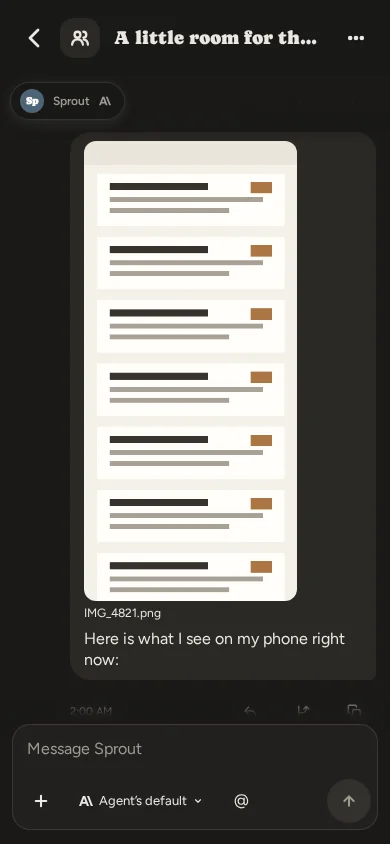 A little room for th...
Sp Sprout A\
IMG_4821.png
Here is what I see on my phone right
now:
2:00 AM
Message Sprout
A\ Agent's default
@